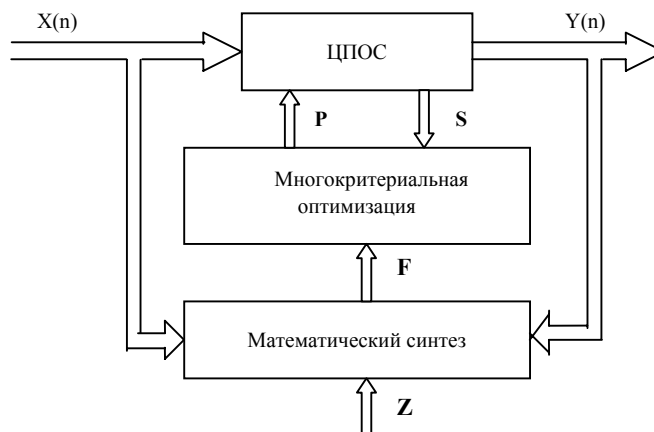 X(n)
Y(n)
ЦПОС
P
S
Многокритериальная
оптимизация
F
Математический синтез
Z